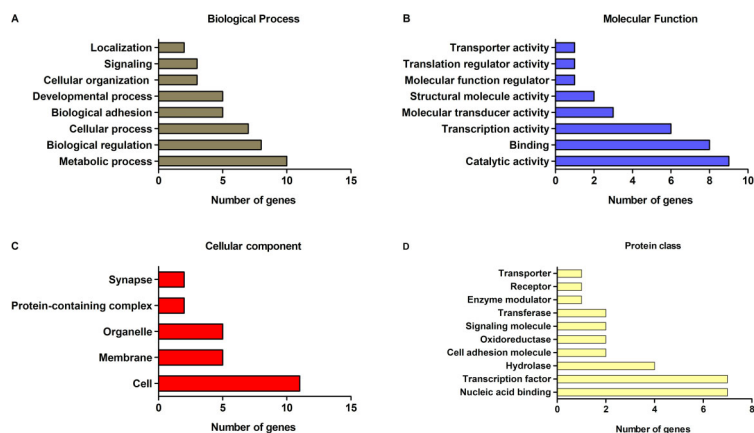 A
Biological Process
Localization
Signaling
Cellular organization
Developmental process
Biological adhesion
Cellular process
Biological regulation
Metabolic process
0 5 10 15
Number of genes
B
Molecular Function
Transporter activity
Translation regulator activity
Molecular function regulator
Structural molecule activity
Molecular transducer activity
Transcription activity
Binding
Catalytic activity
0 2 4 6 8 10
Number of genes
C
Cellular component
Synapse
Protein-containing complex
Organelle
Membrane
Cell
0 5 10 15
Number of genes
D
Protein class
Transporter
Receptor
Enzyme modulator
Transferase
Signaling molecule
Oxidoreductase
Cell adhesion molecule
Hydrolase
Transcription factor
Nucleic acid binding
0 2 4 6 8
Number of genes